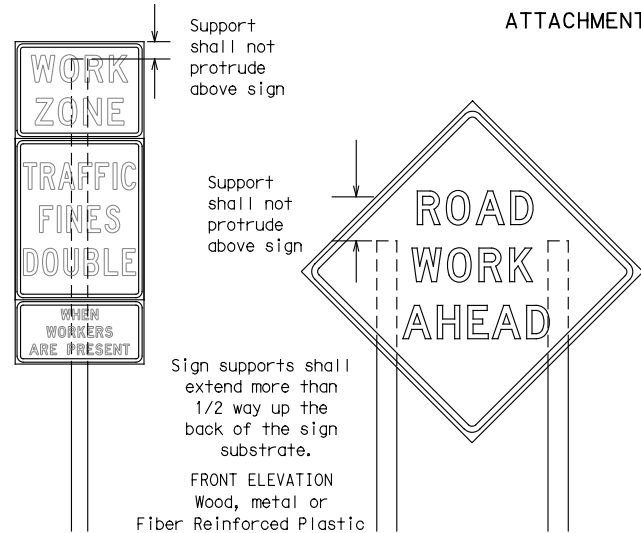 ATTACHMENT
Support
shall not
protrude
above sign
WORK
ZONE
TRAFFIC
FINES
DOUBLE
WHEN
WORKERS
ARE PRESENT
Support
shall not
protrude
above sign
ROAD
WORK
AHEAD
Sign supports shall
extend more than
1/2 way up the
back of the sign
substrate.
FRONT ELEVATION
Wood, metal or
Fiber Reinforced Plastic